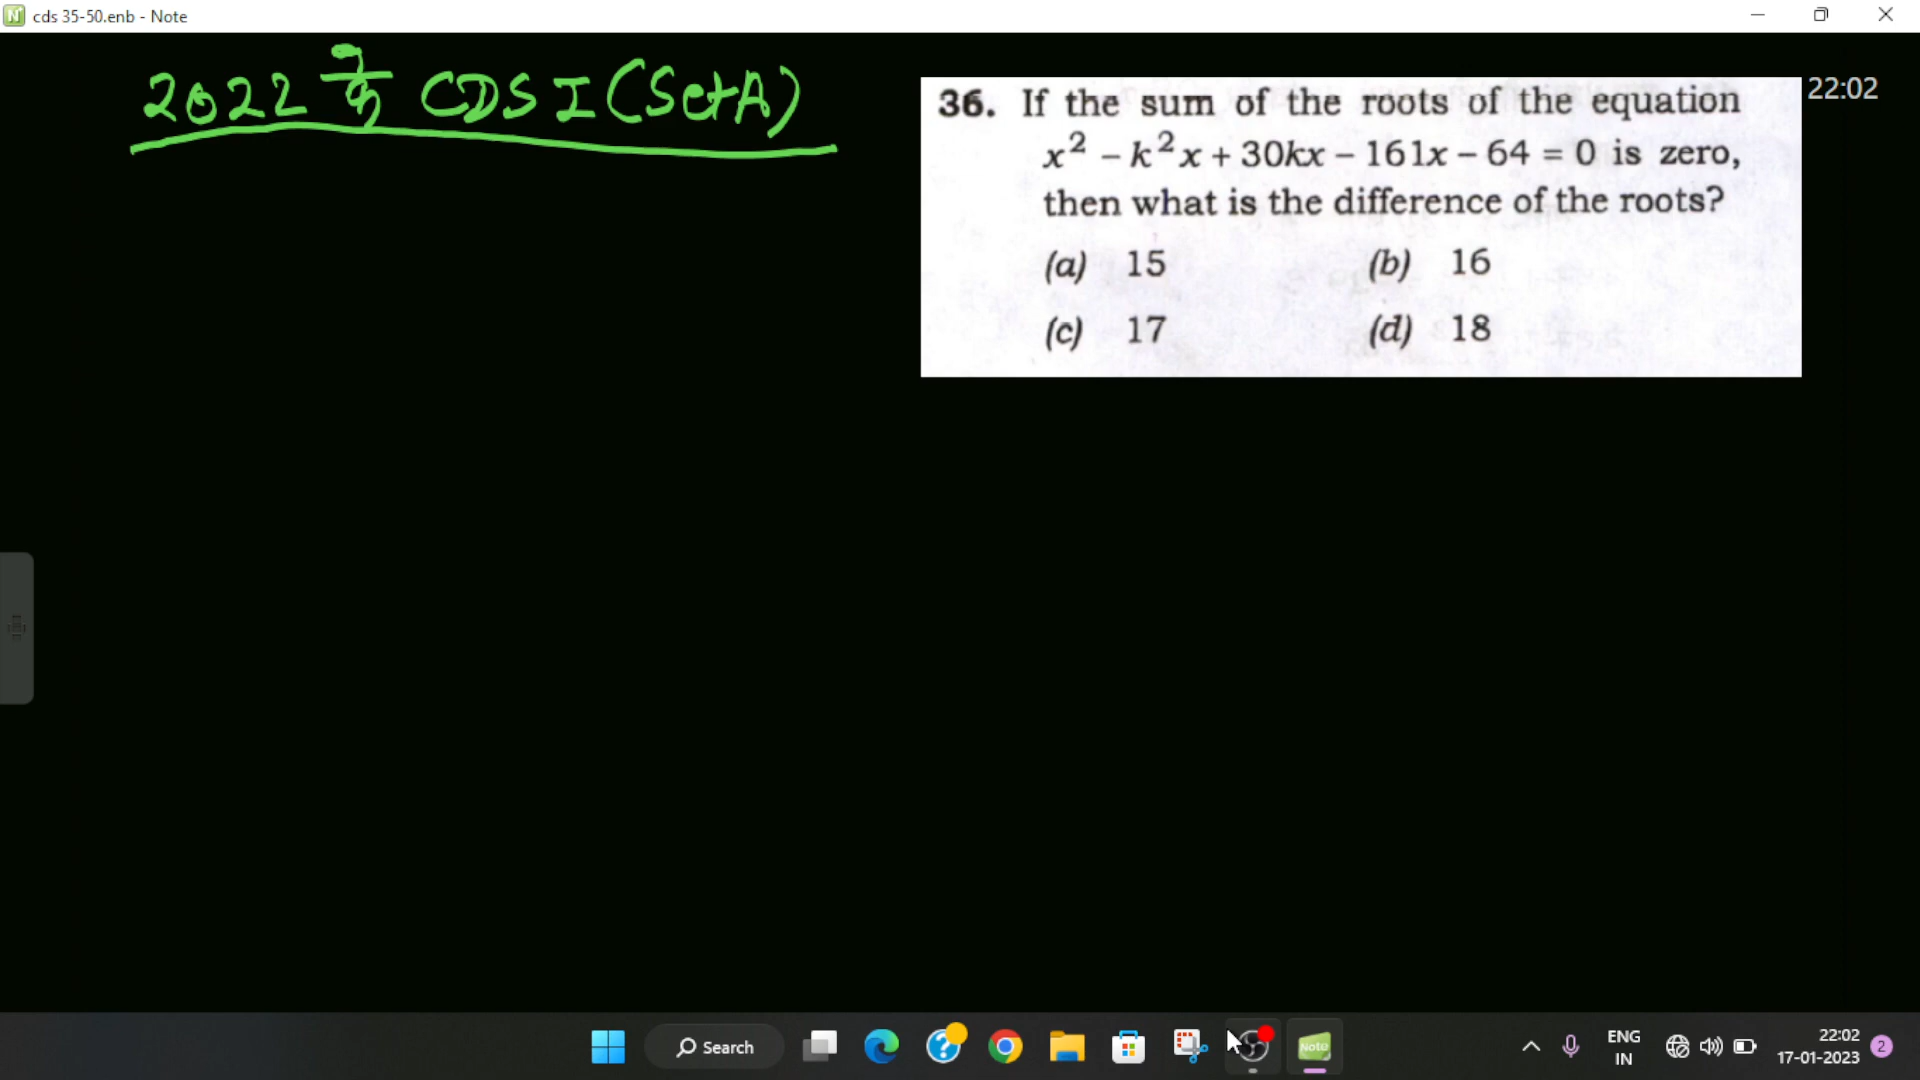 cds 35-50.enb - Note
2022 के CDS I (Set A)
36. If the sum of the roots of the equation
x² – k²x + 30kx – 161x – 64 = 0 is zero,
then what is the difference of the roots?
(a) 15 (b) 16
(c) 17 (d) 18
22:02
Search
Note
ENG
IN
22:02
17-01-2023
2